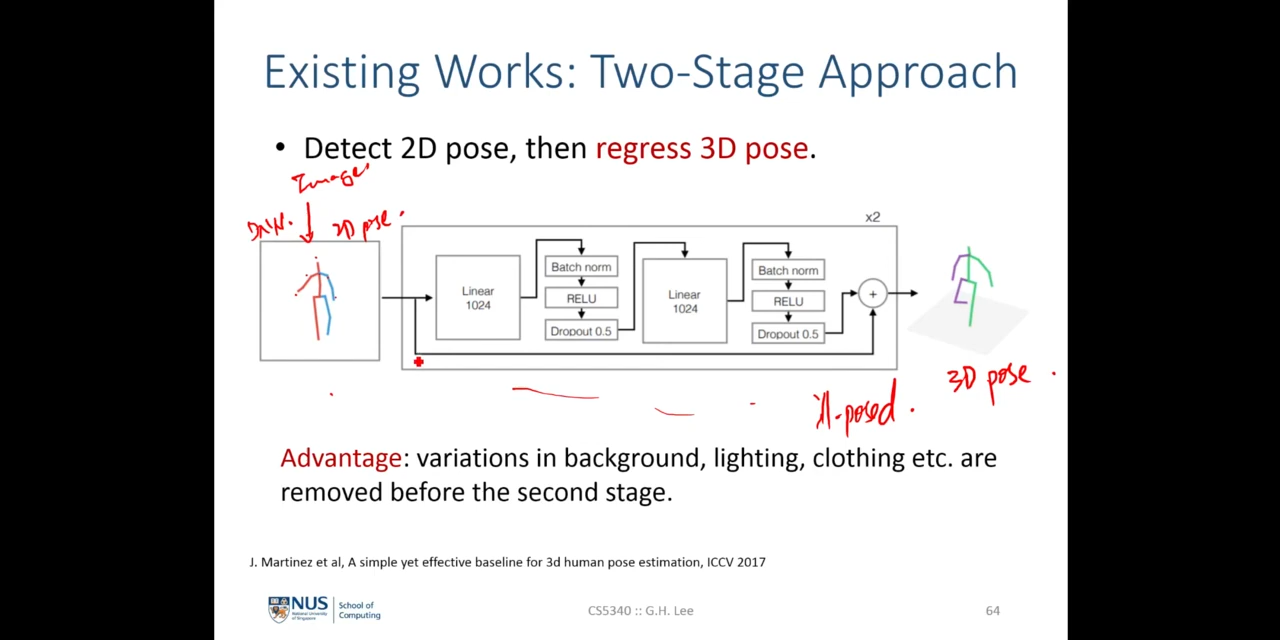 Existing Works: Two-Stage Approach
• Detect 2D pose, then regress 3D pose.
Image
2D pose.
x2
Linear
1024
Batch norm
RELU
Dropout 0.5
Linear
1024
Batch norm
RELU
Dropout 0.5
+
3D pose.
ill-posed.
Advantage: variations in background, lighting, clothing etc. are
removed before the second stage.
J. Martinez et al, A simple yet effective baseline for 3d human pose estimation, ICCV 2017
NUS
National University
of Singapore
School of
Computing
CS5340 :: G.H. Lee
64